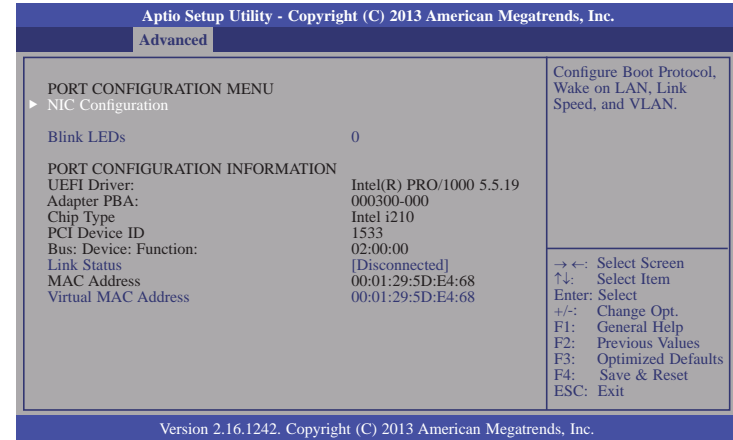 Aptio Setup Utility - Copyright (C) 2013 American Megatrends, Inc.
Advanced
PORT CONFIGURATION MENU
► NIC Configuration
Blink LEDs 0
PORT CONFIGURATION INFORMATION
UEFI Driver: Intel(R) PRO/1000 5.5.19
Adapter PBA: 000300-000
Chip Type Intel i210
PCI Device ID 1533
Bus: Device: Function: 02:00:00
Link Status [Disconnected]
MAC Address 00:01:29:5D:E4:68
Virtual MAC Address 00:01:29:5D:E4:68
Configure Boot Protocol,
Wake on LAN, Link
Speed, and VLAN.
→ ←: Select Screen
↑↓: Select Item
Enter: Select
+/-: Change Opt.
F1: General Help
F2: Previous Values
F3: Optimized Defaults
F4: Save & Reset
ESC: Exit
Version 2.16.1242. Copyright (C) 2013 American Megatrends, Inc.